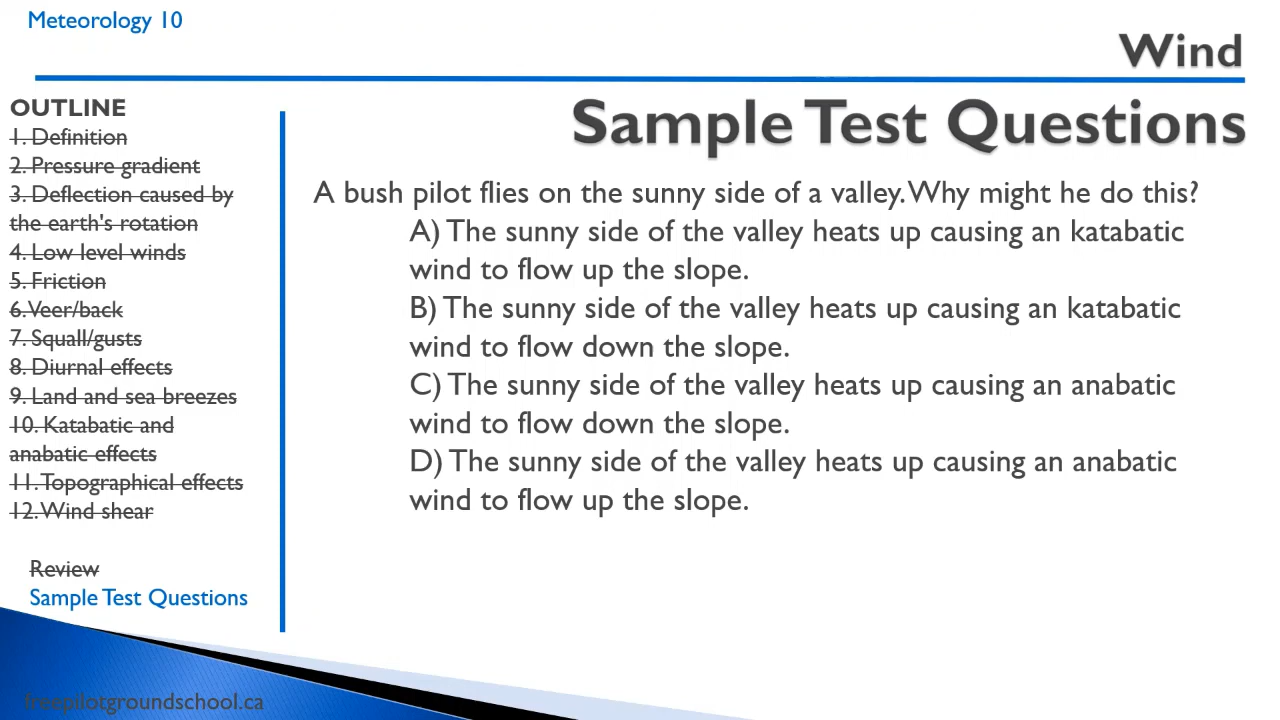 Meteorology 10
Wind
OUTLINE
1. Definition
2. Pressure gradient
3. Deflection caused by
the earth's rotation
4. Low level winds
5. Friction
6. Veer/back
7. Squall/gusts
8. Diurnal effects
9. Land and sea breezes
10. Katabatic and
anabatic effects
11. Topographical effects
12. Wind shear
Review
Sample Test Questions
Sample Test Questions
A bush pilot flies on the sunny side of a valley. Why might he do this?
A) The sunny side of the valley heats up causing an katabatic
wind to flow up the slope.
B) The sunny side of the valley heats up causing an katabatic
wind to flow down the slope.
C) The sunny side of the valley heats up causing an anabatic
wind to flow down the slope.
D) The sunny side of the valley heats up causing an anabatic
wind to flow up the slope.
freepilotgroundschool.ca